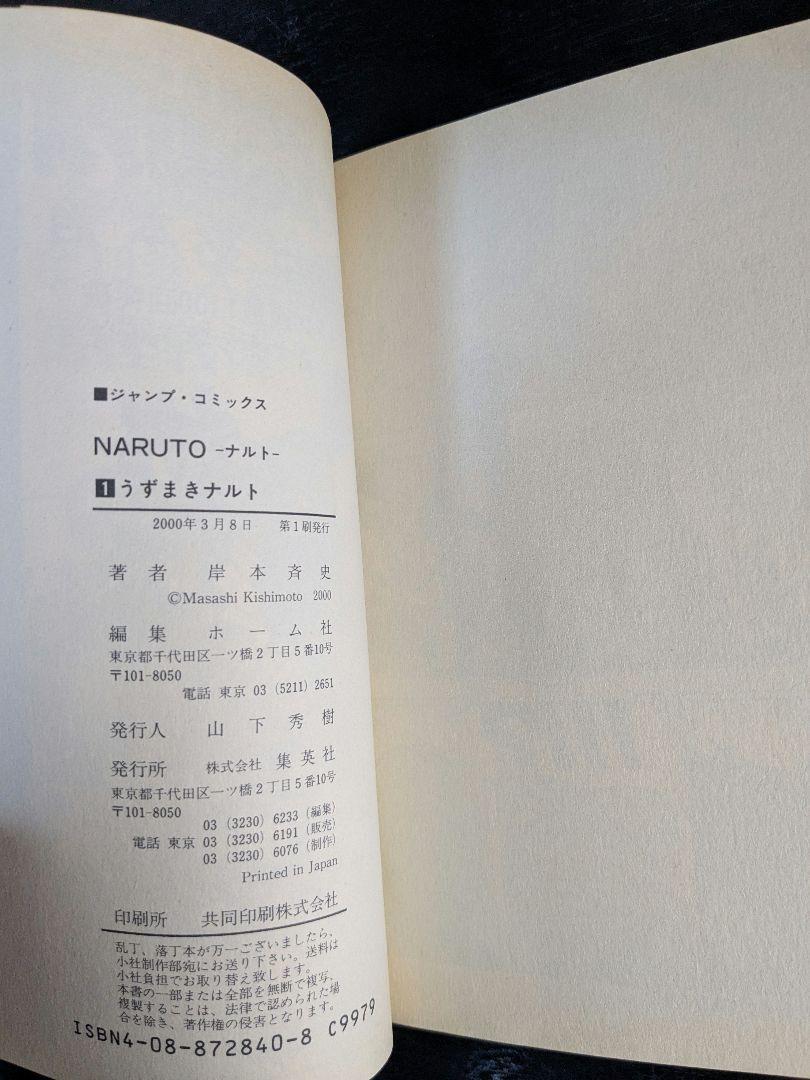 ■ジャンプ・コミックス
NARUTO -ナルト-
1うずまきナルト
2000年3月8日 第1刷発行
著者 岸本斉史
©Masashi Kishimoto 2000
編集 ホーム社
東京都千代田区一ツ橋2丁目5番10号
〒101-8050
電話 東京 03 (5211) 2651
発行人 山下秀樹
発行所 株式会社 集英社
東京都千代田区一ツ橋2丁目5番10号
〒101-8050
03 (3230) 6233 (編集)
電話 東京 03 (3230) 6191 (販売)
03 (3230) 6076 (制作)
Printed in Japan
印刷所 共同印刷株式会社
乱丁、落丁本が万一ございましたら、
小社制作部宛にお送り下さい。送料は
小社負担でお取り替え致します。
本書の一部または全部を無断で複写、
複製することは、法律で認められた場
合を除き、著作権の侵害となります。
ISBN4-08-872840-8 C9979